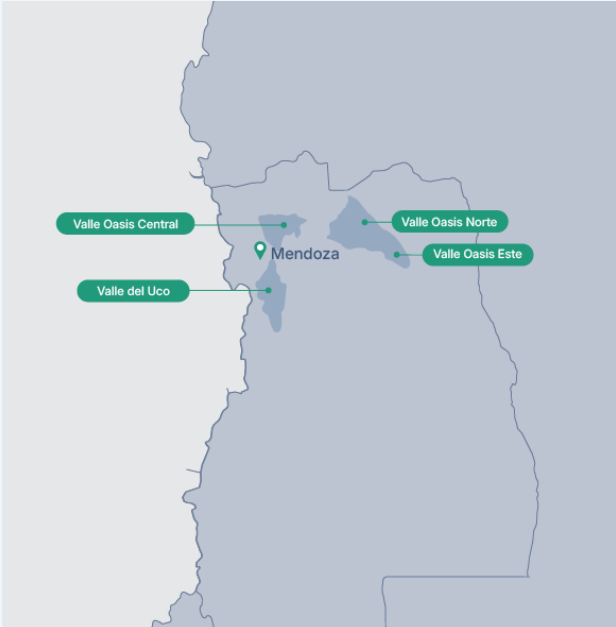 Valle Oasis Central
Valle Oasis Norte
Mendoza
Valle Oasis Este
Valle del Uco